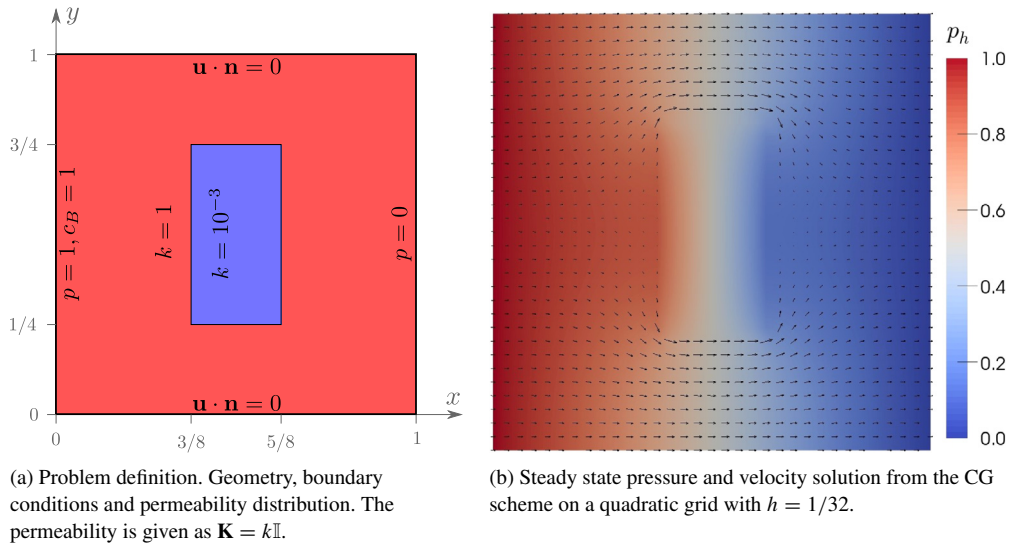 y
1
u · n = 0
3/4
p = 1, c_B = 1
k = 1
k = 10^{-3}
p = 0
1/4
u · n = 0
x
0
0
3/8
5/8
1
(a) Problem definition. Geometry, boundary
conditions and permeability distribution. The
permeability is given as K = k𝕀.
p_h
1.0
0.8
0.6
0.4
0.2
0.0
(b) Steady state pressure and velocity solution from the CG
scheme on a quadratic grid with h = 1/32.